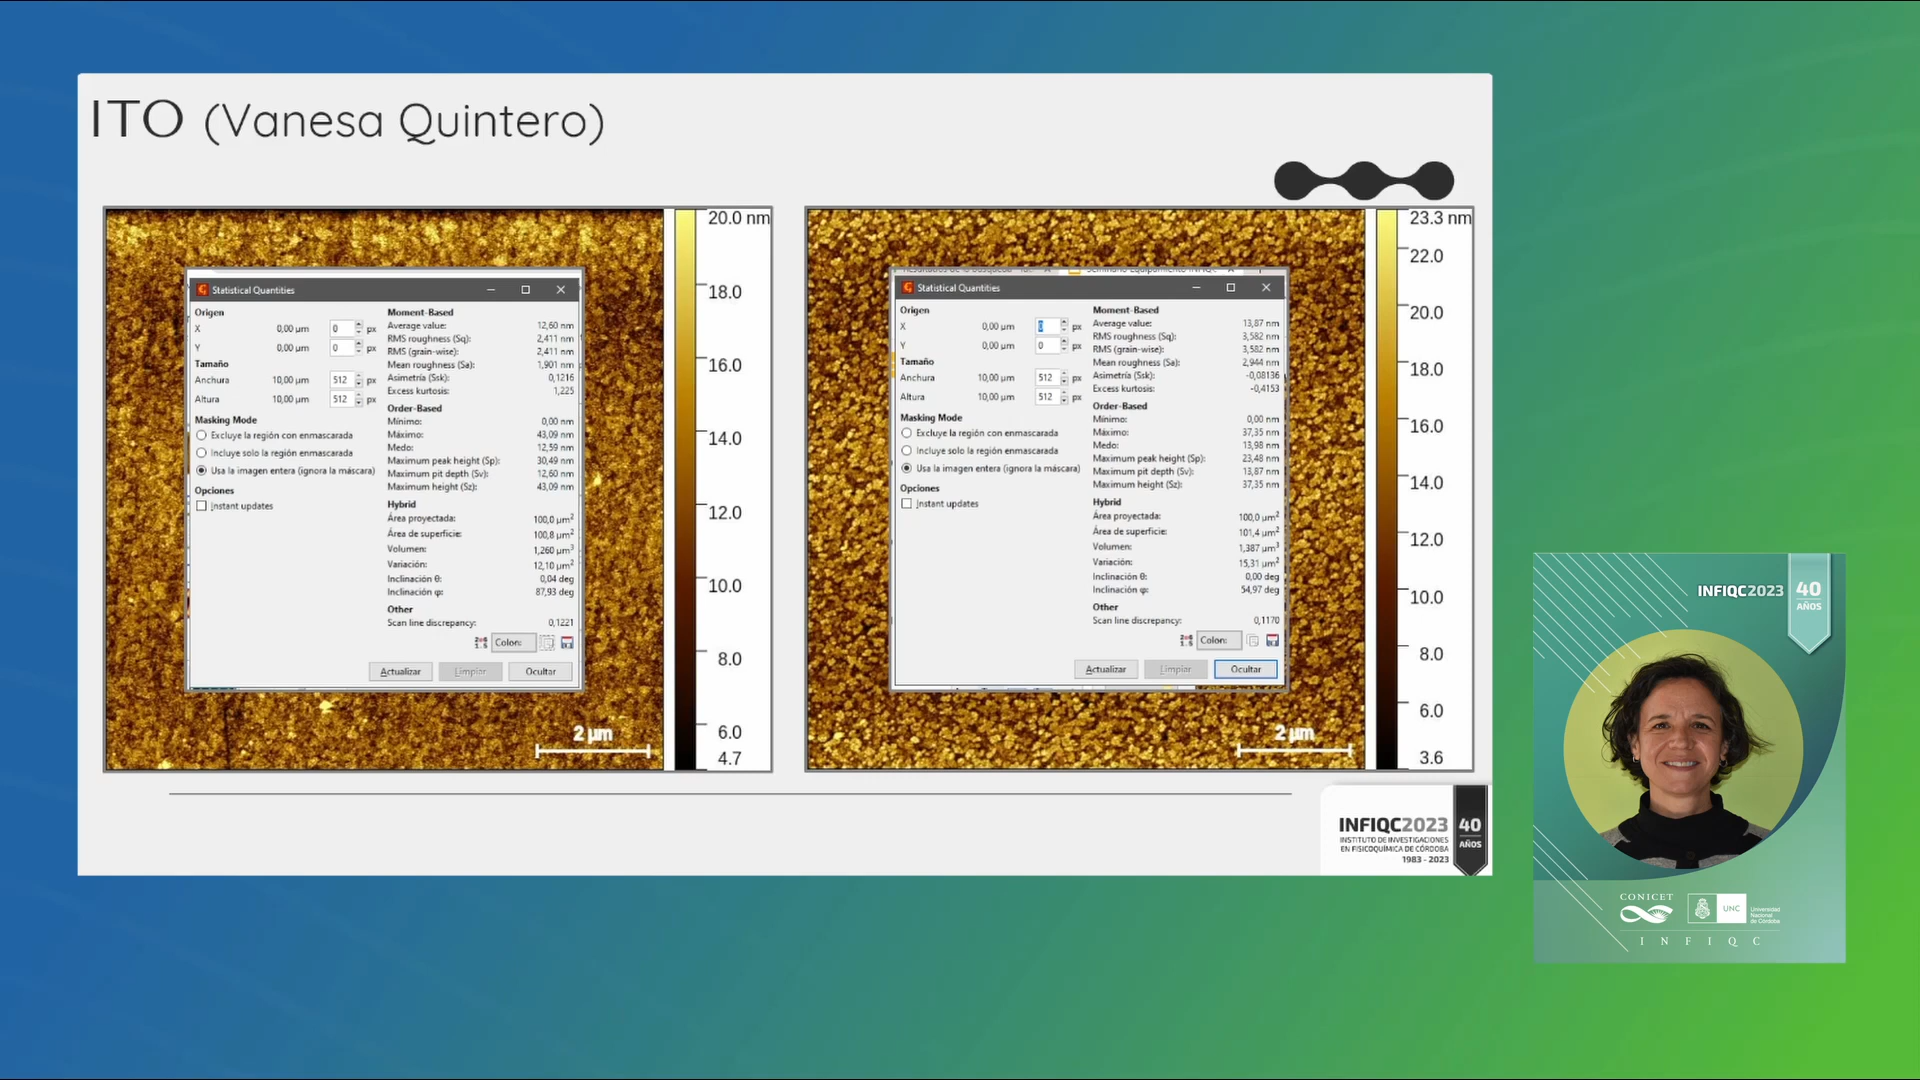 ITO (Vanesa Quintero)
20.0 nm
18.0
16.0
14.0
12.0
10.0
8.0
6.0
4.7
2 µm
Statistical Quantities
Origen
X 0,00 µm 0 px
Y 0,00 µm 0 px
Tamaño
Anchura 10,00 µm 512 px
Altura 10,00 µm 512 px
Masking Mode
Excluye la región con enmascarada
Incluye solo la región enmascarada
Usa la imagen entera (ignora la máscara)
Opciones
Instant updates
Moment-Based
Average value: 12,60 nm
RMS roughness (Sq): 2,411 nm
RMS (grain-wise): 2,411 nm
Mean roughness (Sa): 1,901 nm
Asimetría (Ssk): 0,1216
Excess kurtosis: 1,225
Order-Based
Mínimo: 0,00 nm
Máximo: 43,09 nm
Medo: 12,59 nm
Maximum peak height (Sp): 30,49 nm
Maximum pit depth (Sv): 12,60 nm
Maximum height (Sz): 43,09 nm
Hybrid
Área proyectada: 100,0 µm²
Área de superficie: 100,8 µm²
Volumen: 1,260 µm³
Variación: 12,10 µm²
Inclinación θ: 0,04 deg
Inclinación φ: 87,93 deg
Other
Scan line discrepancy: 0,1221
Colon:
Actualizar Limpiar Ocultar
23.3 nm
22.0
20.0
18.0
16.0
14.0
12.0
10.0
8.0
6.0
3.6
2 µm
Statistical Quantities
Origen
X 0,00 µm 0 px
Y 0,00 µm 0 px
Tamaño
Anchura 10,00 µm 512 px
Altura 10,00 µm 512 px
Masking Mode
Excluye la región con enmascarada
Incluye solo la región enmascarada
Usa la imagen entera (ignora la máscara)
Opciones
Instant updates
Moment-Based
Average value: 13,87 nm
RMS roughness (Sq): 3,582 nm
RMS (grain-wise): 3,582 nm
Mean roughness (Sa): 2,944 nm
Asimetría (Ssk): -0,08136
Excess kurtosis: -0,4153
Order-Based
Mínimo: 0,00 nm
Máximo: 37,35 nm
Medo: 13,98 nm
Maximum peak height (Sp): 23,48 nm
Maximum pit depth (Sv): 13,87 nm
Maximum height (Sz): 37,35 nm
Hybrid
Área proyectada: 100,0 µm²
Área de superficie: 101,4 µm²
Volumen: 1,387 µm³
Variación: 15,31 µm²
Inclinación θ: 0,00 deg
Inclinación φ: 54,97 deg
Other
Scan line discrepancy: 0,1170
Colon:
Actualizar Limpiar Ocultar
INFIQC2023
INSTITUTO DE INVESTIGACIONES
EN FISICOQUÍMICA DE CÓRDOBA
1983 - 2023
40
AÑOS
INFIQC2023
40
AÑOS
CONICET
UNC
Universidad
Nacional
de Córdoba
INFIQC